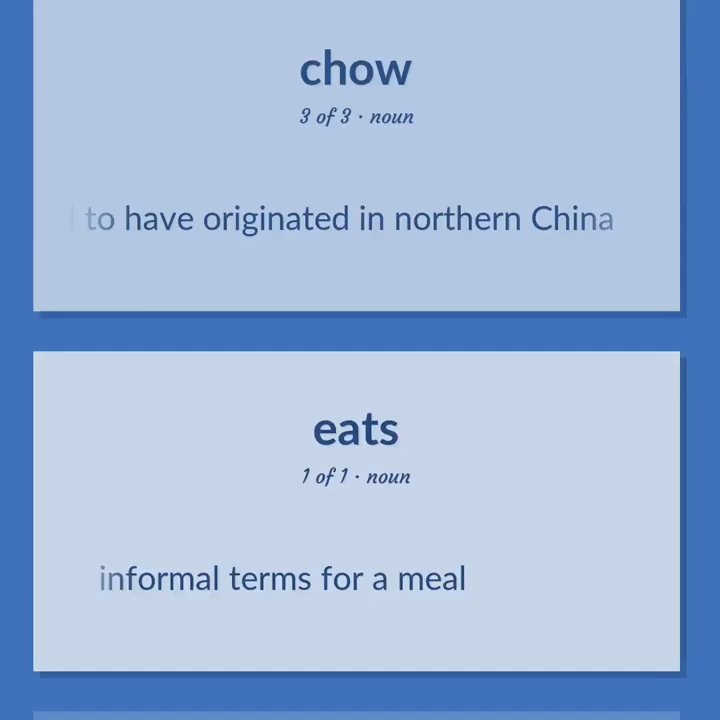 chow
3 of 3 · noun
to have originated in northern China
eats
1 of 1 · noun
informal terms for a meal